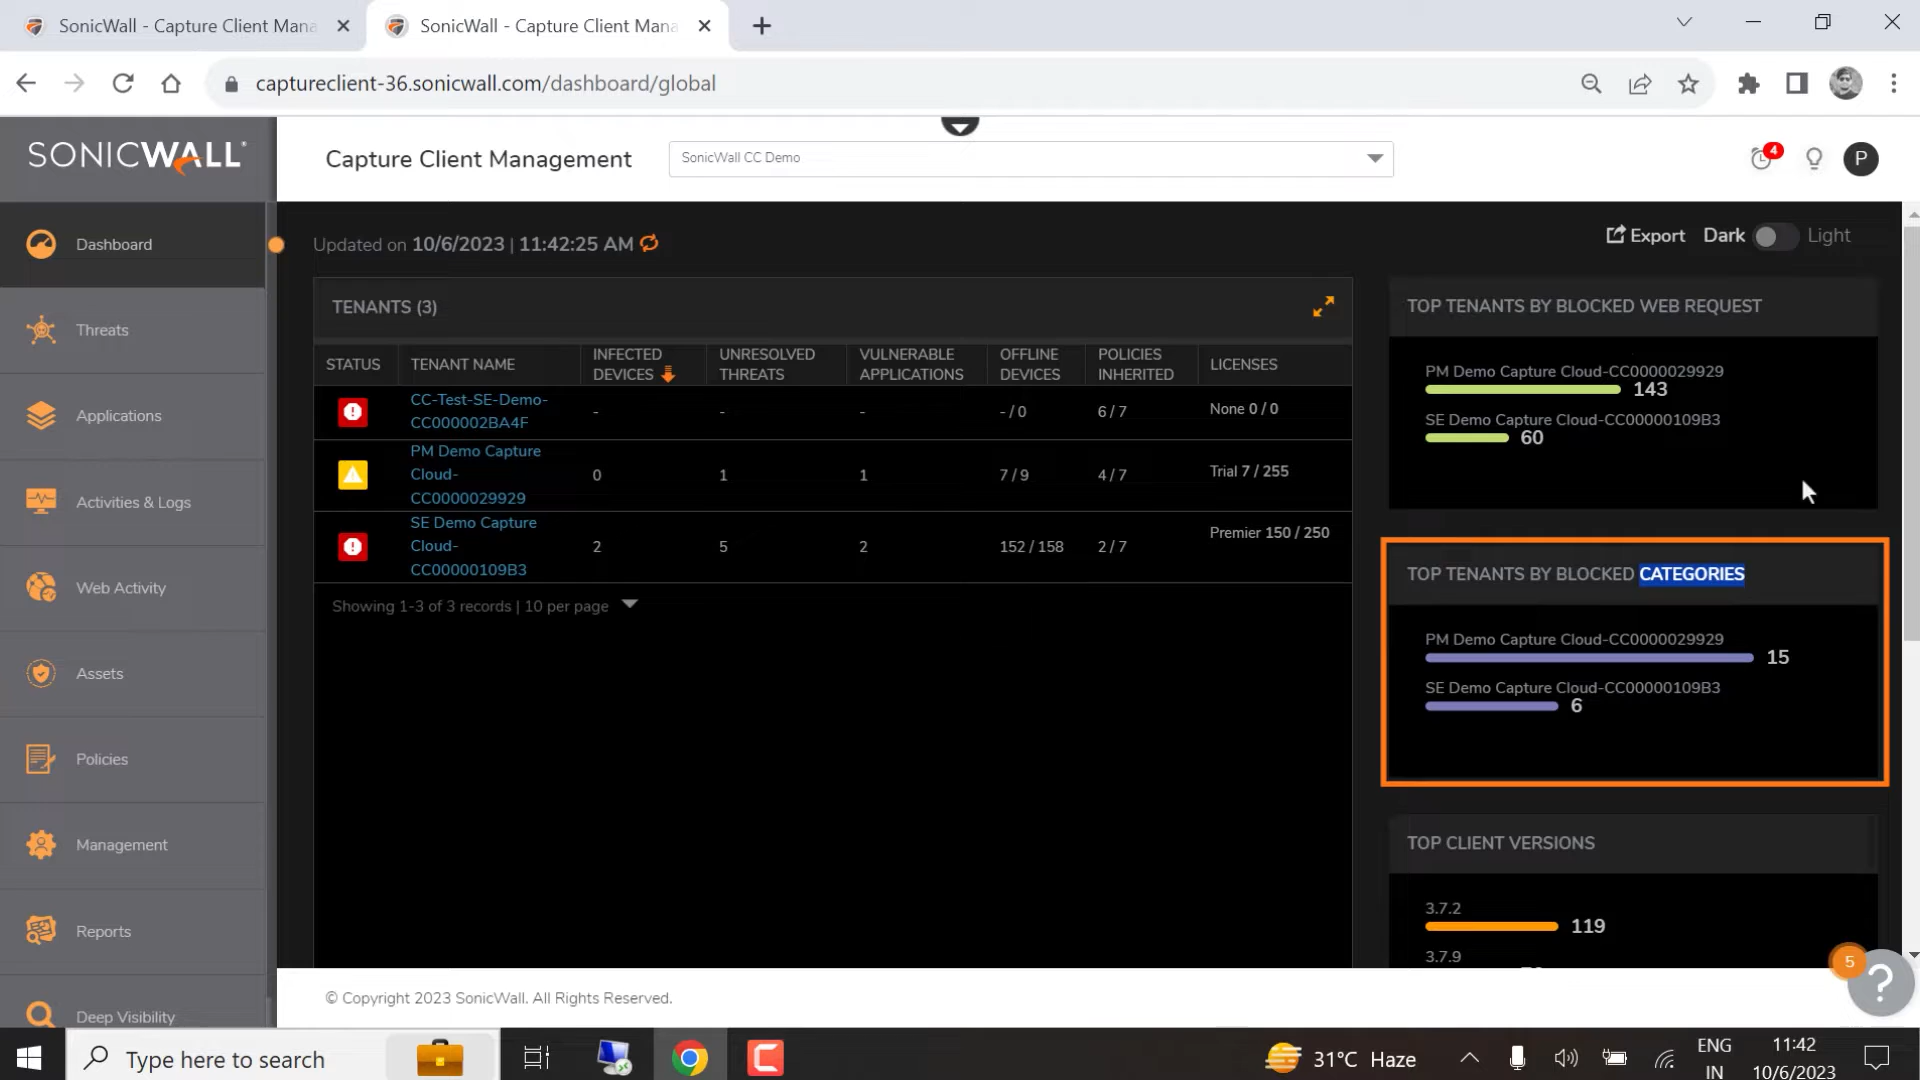 SonicWall - Capture Client Mana
SonicWall - Capture Client Mana
captureclient-36.sonicwall.com/dashboard/global
SONICWALL
Capture Client Management
SonicWall CC Demo
4
P
Dashboard
Threats
Applications
Activities & Logs
Web Activity
Assets
Policies
Management
Reports
Deep Visibility
Updated on 10/6/2023 | 11:42:25 AM
Export Dark Light
TENANTS (3)
STATUS TENANT NAME INFECTED DEVICES UNRESOLVED THREATS VULNERABLE APPLICATIONS OFFLINE DEVICES POLICIES INHERITED LICENSES
CC-Test-SE-Demo-
CC000002BA4F
- - - - / 0 6 / 7 None 0 / 0
PM Demo Capture
Cloud-
CC0000029929
0 1 1 7 / 9 4 / 7 Trial 7 / 255
SE Demo Capture
Cloud-
CC00000109B3
2 5 2 152 / 158 2 / 7 Premier 150 / 250
Showing 1-3 of 3 records | 10 per page
TOP TENANTS BY BLOCKED WEB REQUEST
PM Demo Capture Cloud-CC0000029929
143
SE Demo Capture Cloud-CC00000109B3
60
TOP TENANTS BY BLOCKED CATEGORIES
PM Demo Capture Cloud-CC0000029929
15
SE Demo Capture Cloud-CC00000109B3
6
TOP CLIENT VERSIONS
3.7.2
119
3.7.9
5
?
© Copyright 2023 SonicWall. All Rights Reserved.
Type here to search
31°C Haze
ENG
IN
11:42
10/6/2023